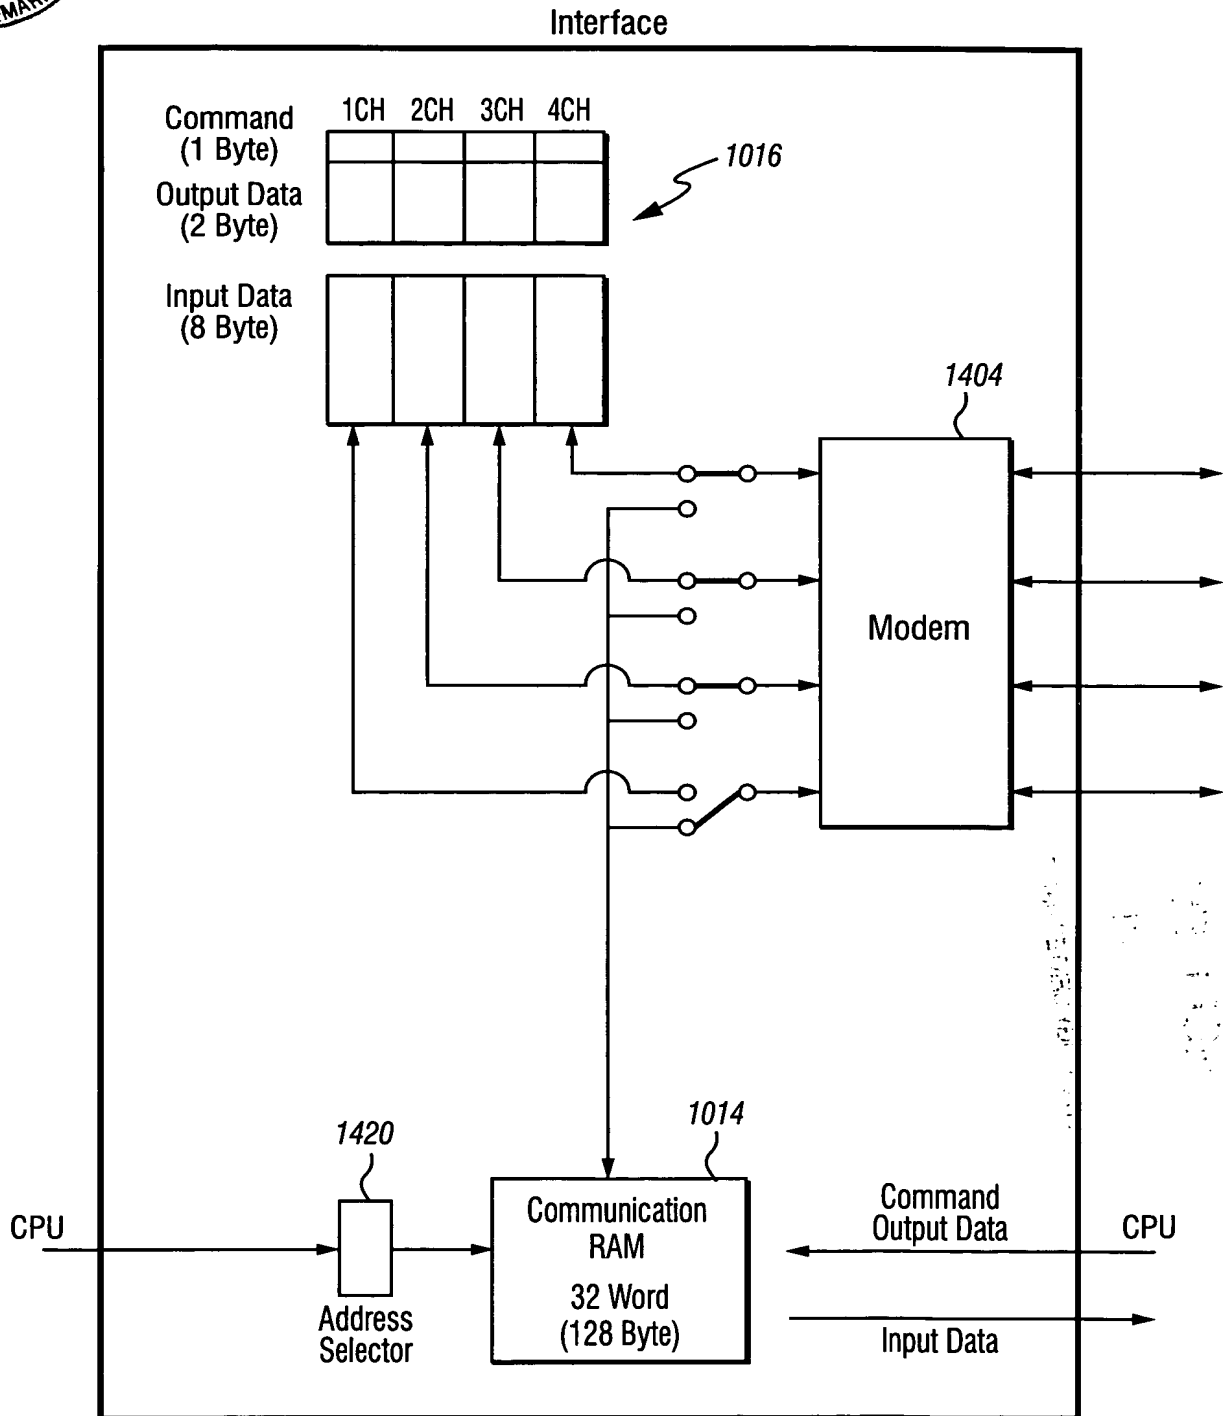 Interface
1CH 2CH 3CH 4CH
Command
(1 Byte)
Output Data
(2 Byte)
1016
Input Data
(8 Byte)
1404
Modem
1420
1014
CPU
Address
Selector
Communication
RAM
32 Word
(128 Byte)
Command
Output Data
CPU
Input Data